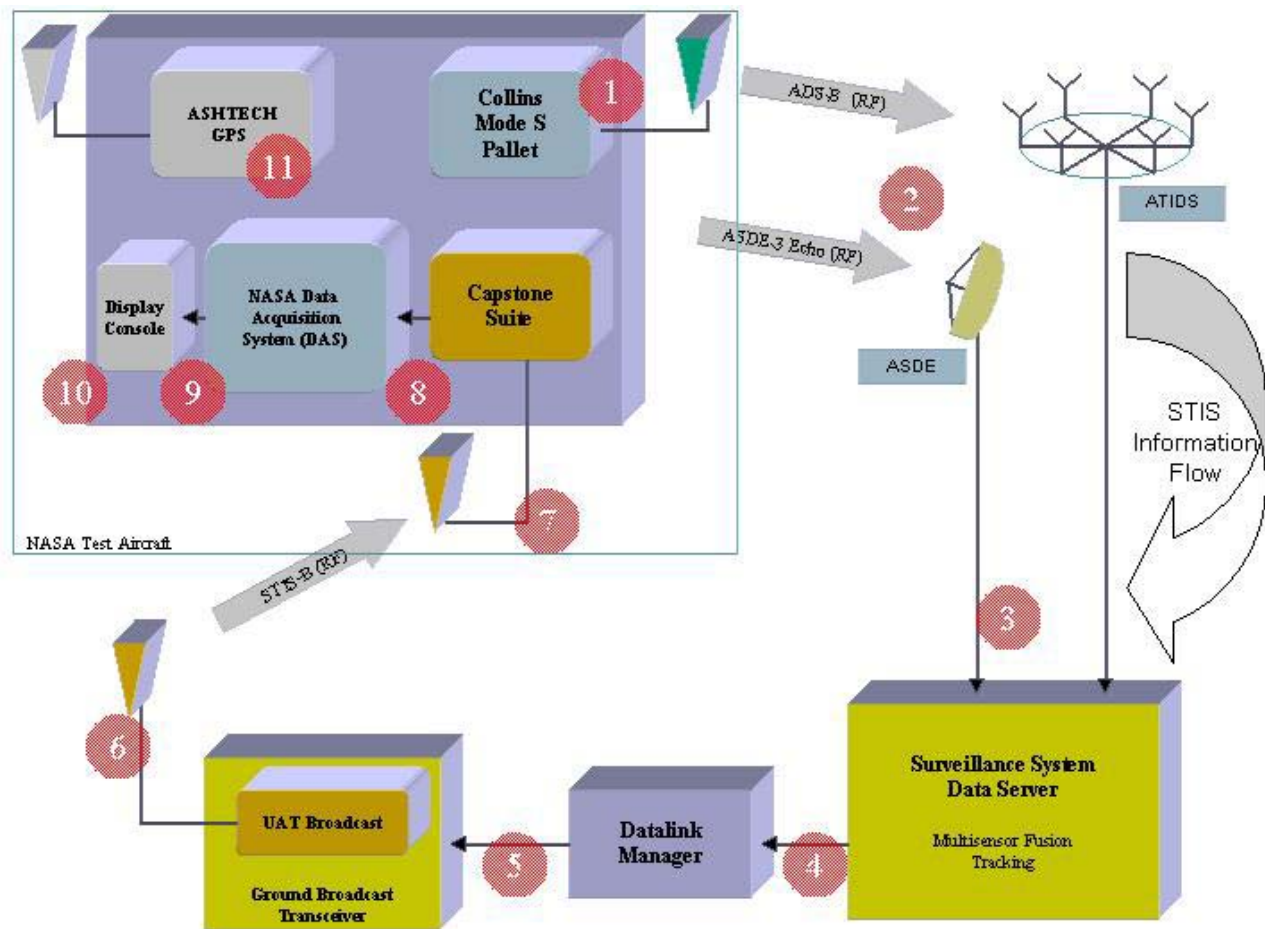 ASHTECH
GPS
11
Collins
Mode S
Pallet
1
ADS-B (RF)
2
ATIDS
ASDE-3 Echo (RF)
ASDE
Display
Console
NASA Data
Acquisition
System (DAS)
Capstone
Suite
10
9
8
7
NASA Test Aircraft
STIS-B (RF)
STIS
Information
Flow
3
6
UAT Broadcast
Ground Broadcast
Transceiver
5
Datalink
Manager
4
Surveillance System
Data Server
Multisensor Fusion
Tracking